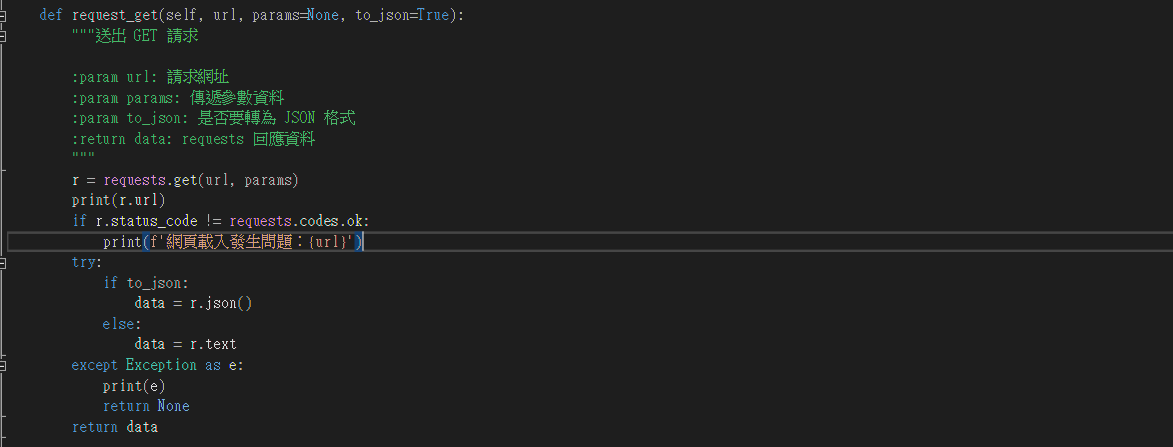 def request_get(self, url, params=None, to_json=True):
"""送出 GET 請求
:param url: 請求網址
:param params: 傳遞參數資料
:param to_json: 是否要轉為 JSON 格式
:return data: requests 回應資料
"""
r = requests.get(url, params)
print(r.url)
if r.status_code != requests.codes.ok:
print(f'網頁載入發生問題：{url}')
try:
if to_json:
data = r.json()
else:
data = r.text
except Exception as e:
print(e)
return None
return data